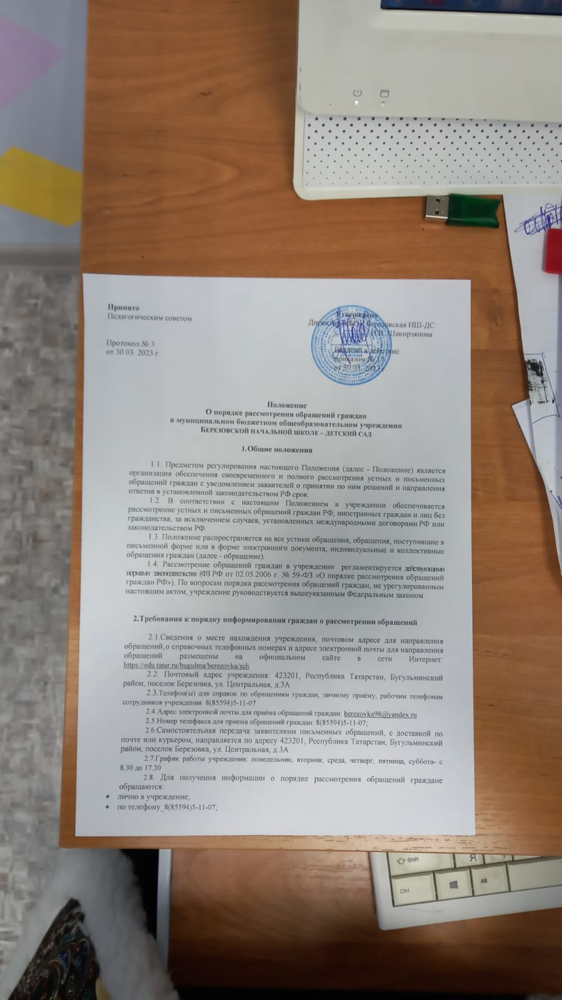 Принято
Педагогическим советом
Протокол № 3
от 30.03. 2023 г.
Утверждено
Директор МБОУ Березовская НШ-ДС
Шакирзянова
Введено в действие
приказом №
от 30.03. 2023 г.
Положение
О порядке рассмотрения обращений граждан
в муниципальном бюджетном общеобразовательном учреждении
БЕРЕЗОВСКОЙ НАЧАЛЬНОЙ ШКОЛЕ – ДЕТСКИЙ САД
1.Общие положения
1.1. Предметом регулирования настоящего Положения (далее - Положение) является
организация обеспечения своевременного и полного рассмотрения устных и письменных
обращений граждан с уведомлением заявителей о принятии по ним решений и направления
ответов в установленной законодательством РФ срок.
1.2. В соответствии с настоящим Положением в учреждении обеспечивается
рассмотрение устных и письменных обращений граждан РФ, иностранных граждан и лиц без
гражданства, за исключением случаев, установленных международными договорами РФ или
законодательством РФ.
1.3 Положение распространяется на все устные обращения, обращения, поступившие в
письменной форме или в форме электронного документа, индивидуальные и коллективные
обращения граждан (далее - обращение).
1.4. Рассмотрение обращений граждан в учреждении регламентируется действующими
нормами законодательства (ФЗ РФ от 02.05.2006 г. № 59-ФЗ «О порядке рассмотрения обращений
граждан РФ»). По вопросам порядка рассмотрения обращений граждан, не урегулированным
настоящим актом, учреждение руководствуется вышеуказанным Федеральным законом.
2.Требования к порядку информирования граждан о рассмотрении обращений
2.1.Сведения о месте нахождения учреждения, почтовом адресе для направления
обращений,о справочных телефонных номерах и адресе электронной почты для направления
обращений размещены на официальном сайте в сети Интернет:
https://edu.tatar.ru/bugulma/berezovka/sch
2.2. Почтовый адрес учреждения: 423201, Республика Татарстан, Бугульминский
район, поселок Березовка, ул. Центральная, д.3А
2.3.Телефон(ы) для справок по обращениям граждан, личному приёму, рабочим телефонам
сотрудников учреждения 8(85594)5-11-07
2.4.Адрес электронной почты для приёма обращений граждан: berezovka98@yandex.ru
2.5.Номер телефакса для приема обращений граждан: 8(85594)5-11-07;
2.6.Самостоятельная передача заявителями письменных обращений, с доставкой по
почте или курьером, направляется по адресу 423201, Республика Татарстан, Бугульминский
район, поселок Березовка, ул. Центральная, д.3А
2.7.График работы учреждения: понедельник, вторник, среда, четверг, пятница, суббота- с
8.30 до 17.30
2.8. Для получения информации о порядке рассмотрения обращений граждане
обращаются:
• лично в учреждение;
• по телефону_8(85594)5-11-07;
Shift
Я
Ctrl
Alt